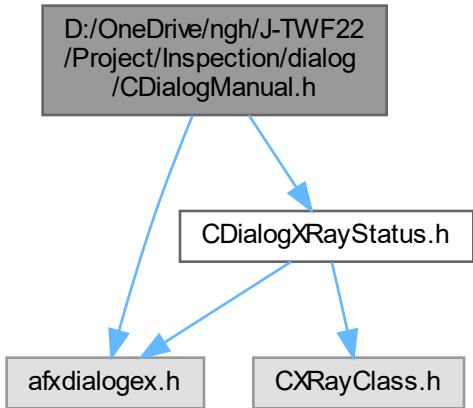 D:/OneDrive/ngh/J-TWF22
/Project/Inspection/dialog
/CDialogManual.h
CDialogXRayStatus.h
afxdialogex.h
CXRayClass.h